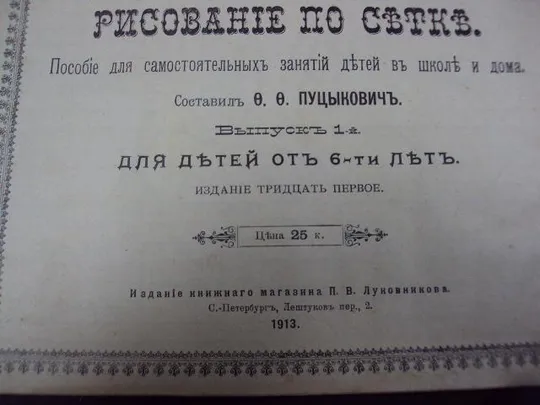 РИСОВАНІЕ ПО СѢТКѢ.
Пособіе для самостоятельныхъ занятій дѣтей въ школѣ и дома.
Составилъ Ѳ. Ѳ. ПУЦЫКОВИЧЪ.
Выпускъ 1-й.
ДЛЯ ДѢТЕЙ ОТЪ 6-ТИ ЛѢТЪ.
ИЗДАНІЕ ТРИДЦАТЬ ПЕРВОЕ.
Цѣна 25 к.
Изданіе книжнаго магазина П. В. Луковникова.
С.-Петербургъ, Лештуковъ пер., 2.
1913.